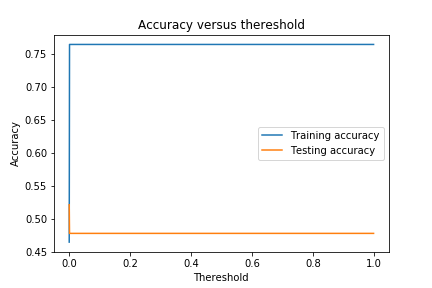 Accuracy versus thereshold
0.75
0.70
0.65
0.60
0.55
0.50
0.45
Accuracy
Training accuracy
Testing accuracy
0.0 0.2 0.4 0.6 0.8 1.0
Thereshold